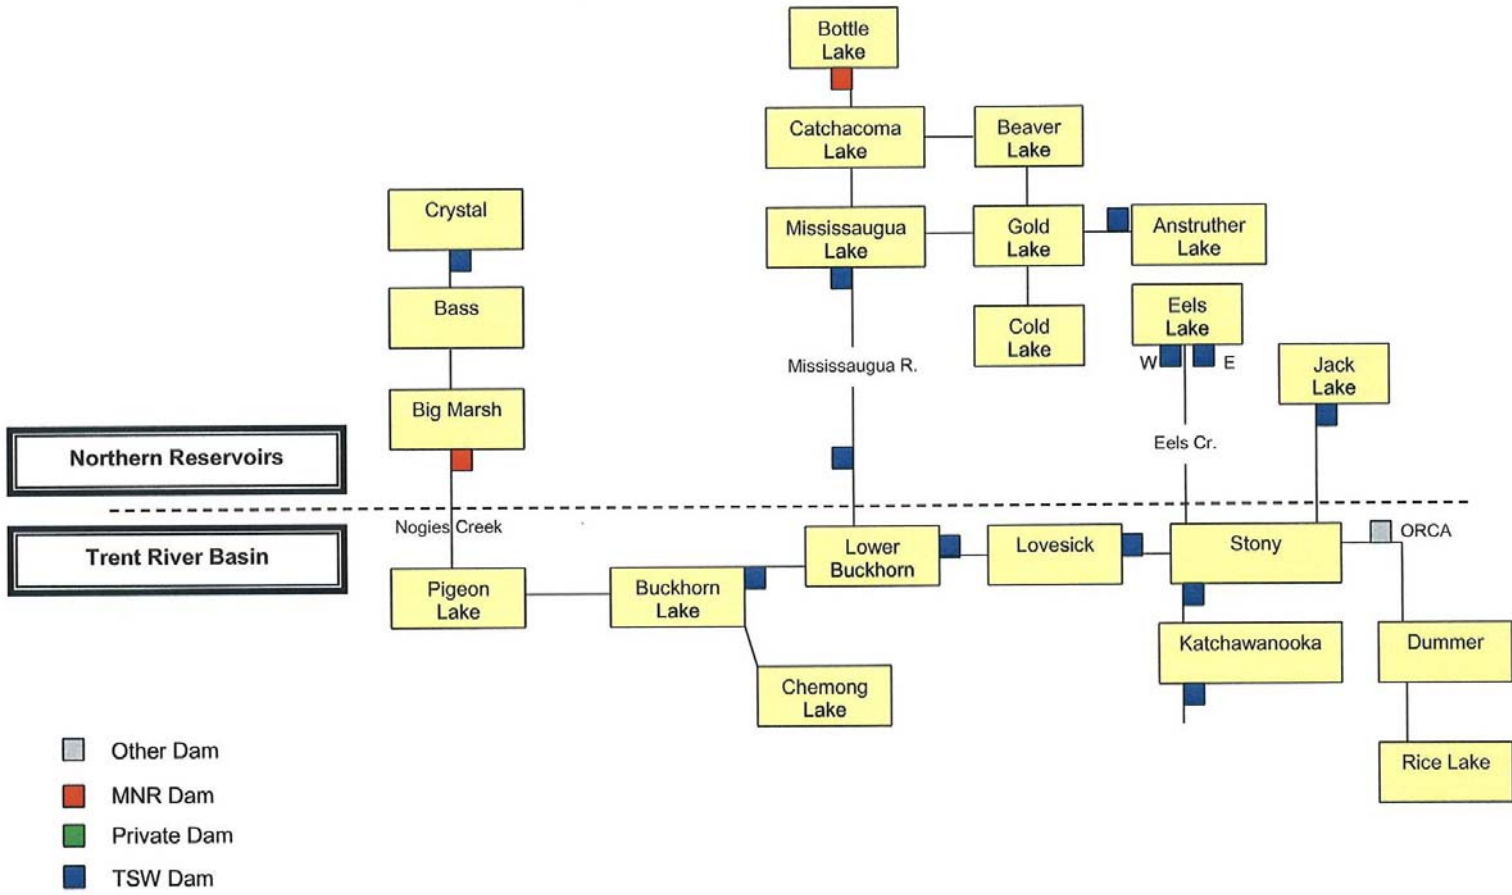 Bottle
Lake
Catchacoma
Lake
Beaver
Lake
Crystal
Mississaugua
Lake
Gold
Lake
Anstruther
Lake
Bass
Cold
Lake
Eels
Lake
W
E
Mississaugua R.
Jack
Lake
Big Marsh
Northern Reservoirs
Eels Cr.
Nogies Creek
Trent River Basin
Pigeon
Lake
Buckhorn
Lake
Lower
Buckhorn
Lovesick
Stony
ORCA
Katchawanooka
Dummer
Chemong
Lake
Rice Lake
Other Dam
MNR Dam
Private Dam
TSW Dam